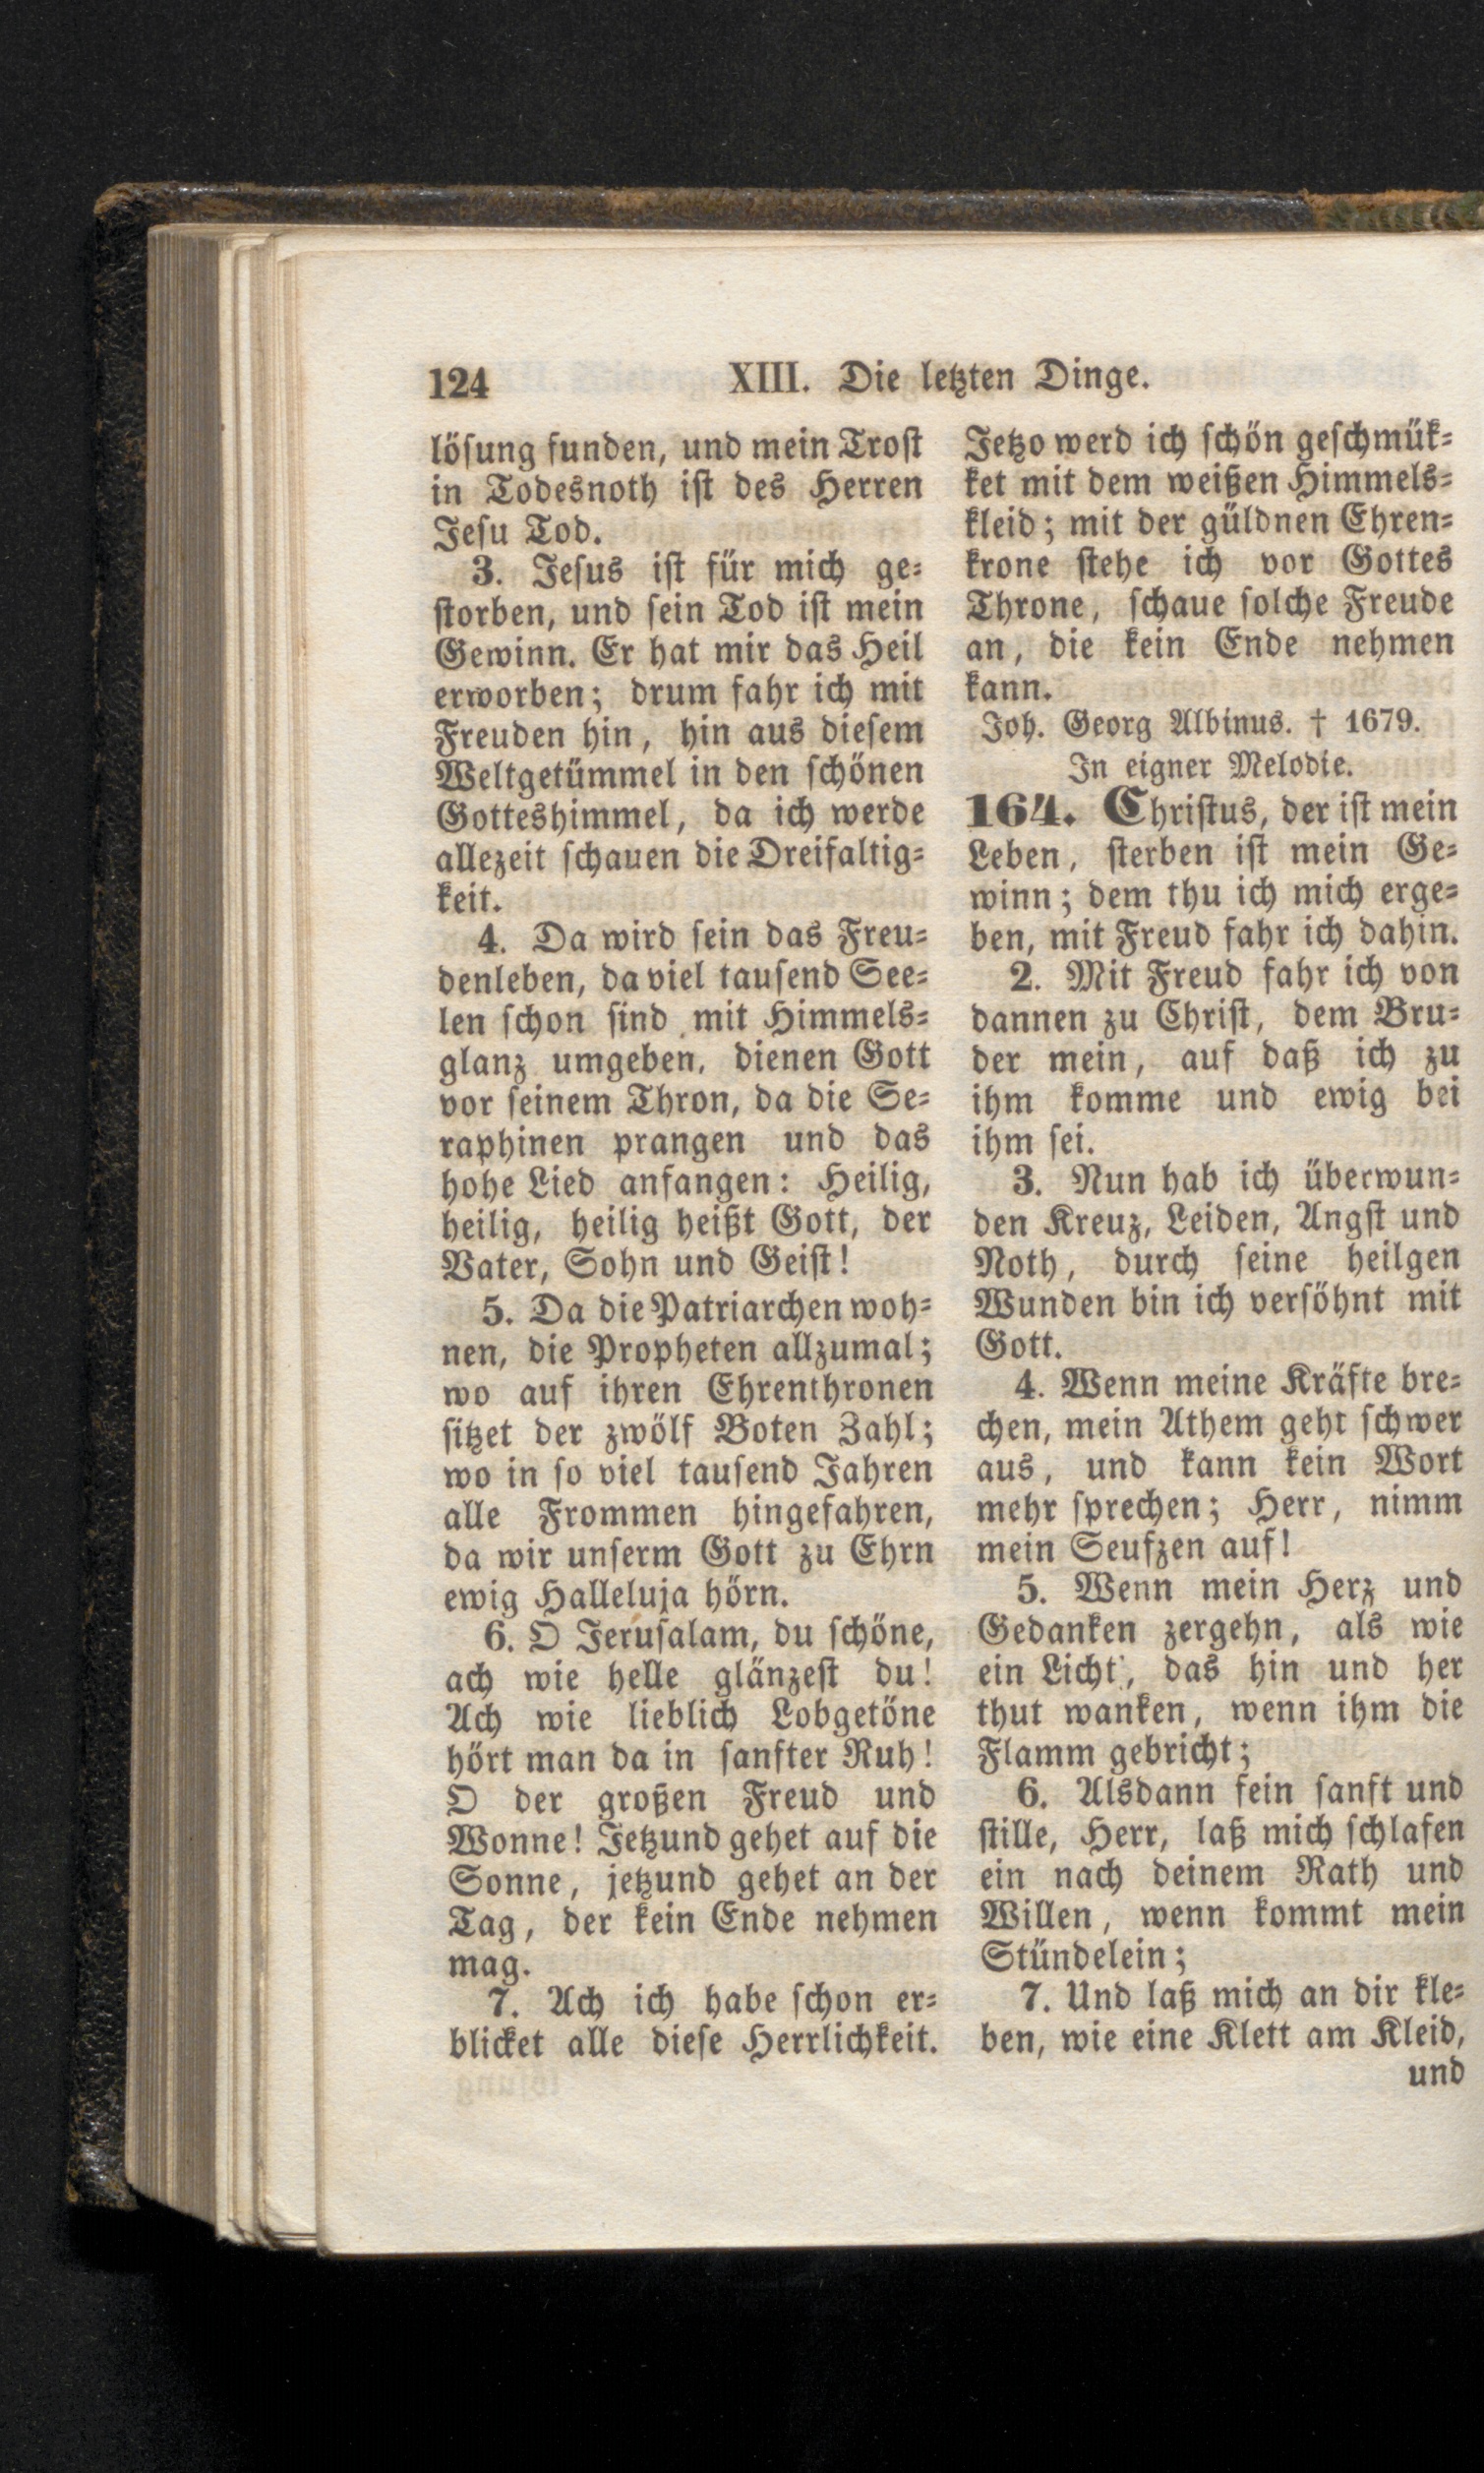 124
XIII. Die letzten Dinge.
löſung funden, und mein Troſt
in Todesnoth iſt des Herren
Jeſu Tod.
3. Jeſus iſt für mich ge-
ſtorben, und ſein Tod iſt mein
Gewinn. Er hat mir das Heil
erworben; drum fahr ich mit
Freuden hin, hin aus dieſem
Weltgetümmel in den ſchönen
Gotteshimmel, da ich werde
allezeit ſchauen die Dreifaltig-
keit.
4. Da wird ſein das Freu-
denleben, da viel tauſend See-
len ſchon ſind mit Himmels-
glanz umgeben, dienen Gott
vor ſeinem Thron, da die Se-
raphinen prangen und das
hohe Lied anfangen: Heilig,
heilig, heilig heißt Gott, der
Vater, Sohn und Geiſt!
5. Da die Patriarchen woh-
nen, die Propheten allzumal;
wo auf ihren Ehrenthronen
ſitzet der zwölf Boten Zahl;
wo in ſo viel tauſend Jahren
alle Frommen hingefahren,
da wir unſerm Gott zu Ehrn
ewig Halleluja hörn.
6. O Jeruſalam, du ſchöne,
ach wie helle glänzeſt du!
Ach wie lieblich Lobgetöne
hört man da in ſanfter Ruh!
O der großen Freud und
Wonne! Jetzund gehet auf die
Sonne, jetzund gehet an der
Tag, der kein Ende nehmen
mag.
7. Ach ich habe ſchon er-
blicket alle dieſe Herrlichkeit.
Jetzo werd ich ſchön geſchmük-
ket mit dem weißen Himmels-
kleid; mit der güldnen Ehren-
krone ſtehe ich vor Gottes
Throne, ſchaue ſolche Freude
an, die kein Ende nehmen
kann.
Joh. Georg Albinus. † 1679.
In eigner Melodie.
164. Chriſtus, der iſt mein
Leben, ſterben iſt mein Ge-
winn; dem thu ich mich erge-
ben, mit Freud fahr ich dahin.
2. Mit Freud fahr ich von
dannen zu Chriſt, dem Bru-
der mein, auf daß ich zu
ihm komme und ewig bei
ihm ſei.
3. Nun hab ich überwun-
den Kreuz, Leiden, Angſt und
Noth, durch ſeine heilgen
Wunden bin ich verſöhnt mit
Gott.
4. Wenn meine Kräfte bre-
chen, mein Athem geht ſchwer
aus, und kann kein Wort
mehr ſprechen; Herr, nimm
mein Seufzen auf!
5. Wenn mein Herz und
Gedanken zergehn, als wie
ein Licht, das hin und her
thut wanken, wenn ihm die
Flamm gebricht;
6. Alsdann fein ſanft und
ſtille, Herr, laß mich ſchlafen
ein nach deinem Rath und
Willen, wenn kommt mein
Stündelein;
7. Und laß mich an dir kle-
ben, wie eine Klett am Kleid,
und